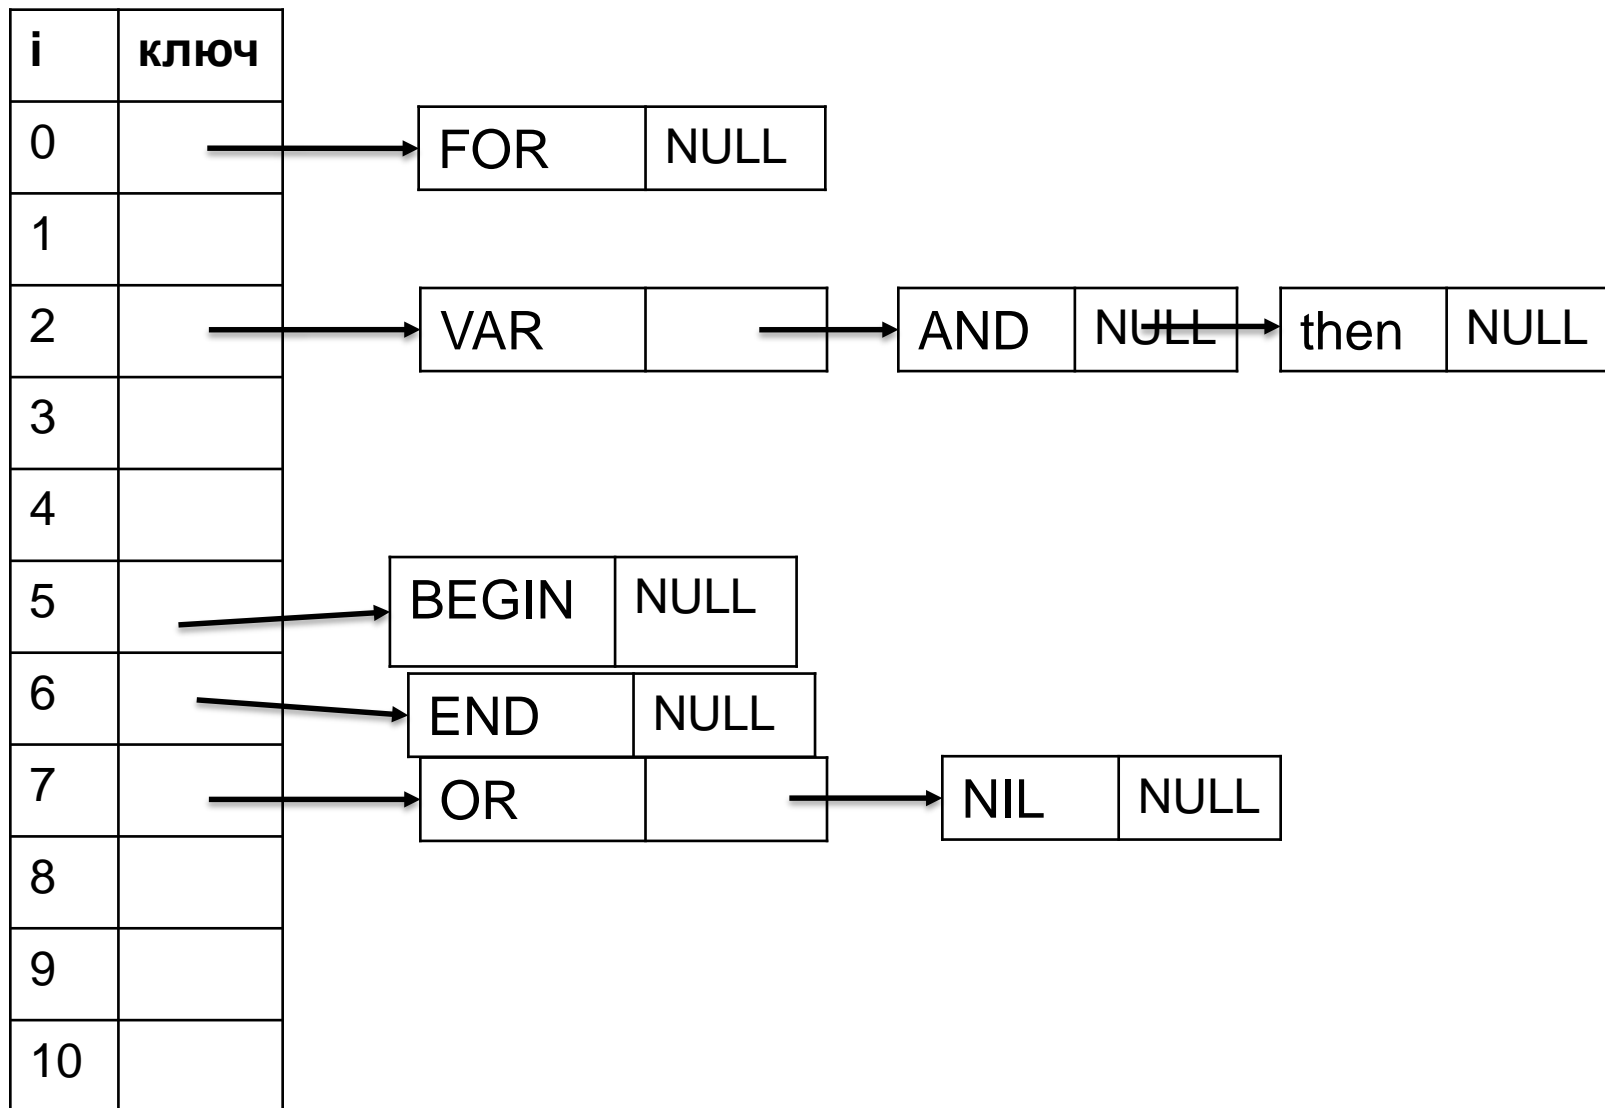 i ключ
0 FOR NULL
1
2 VAR AND NULL then NULL
3
4
5 BEGIN NULL
6 END NULL
7 OR NIL NULL
8
9
10